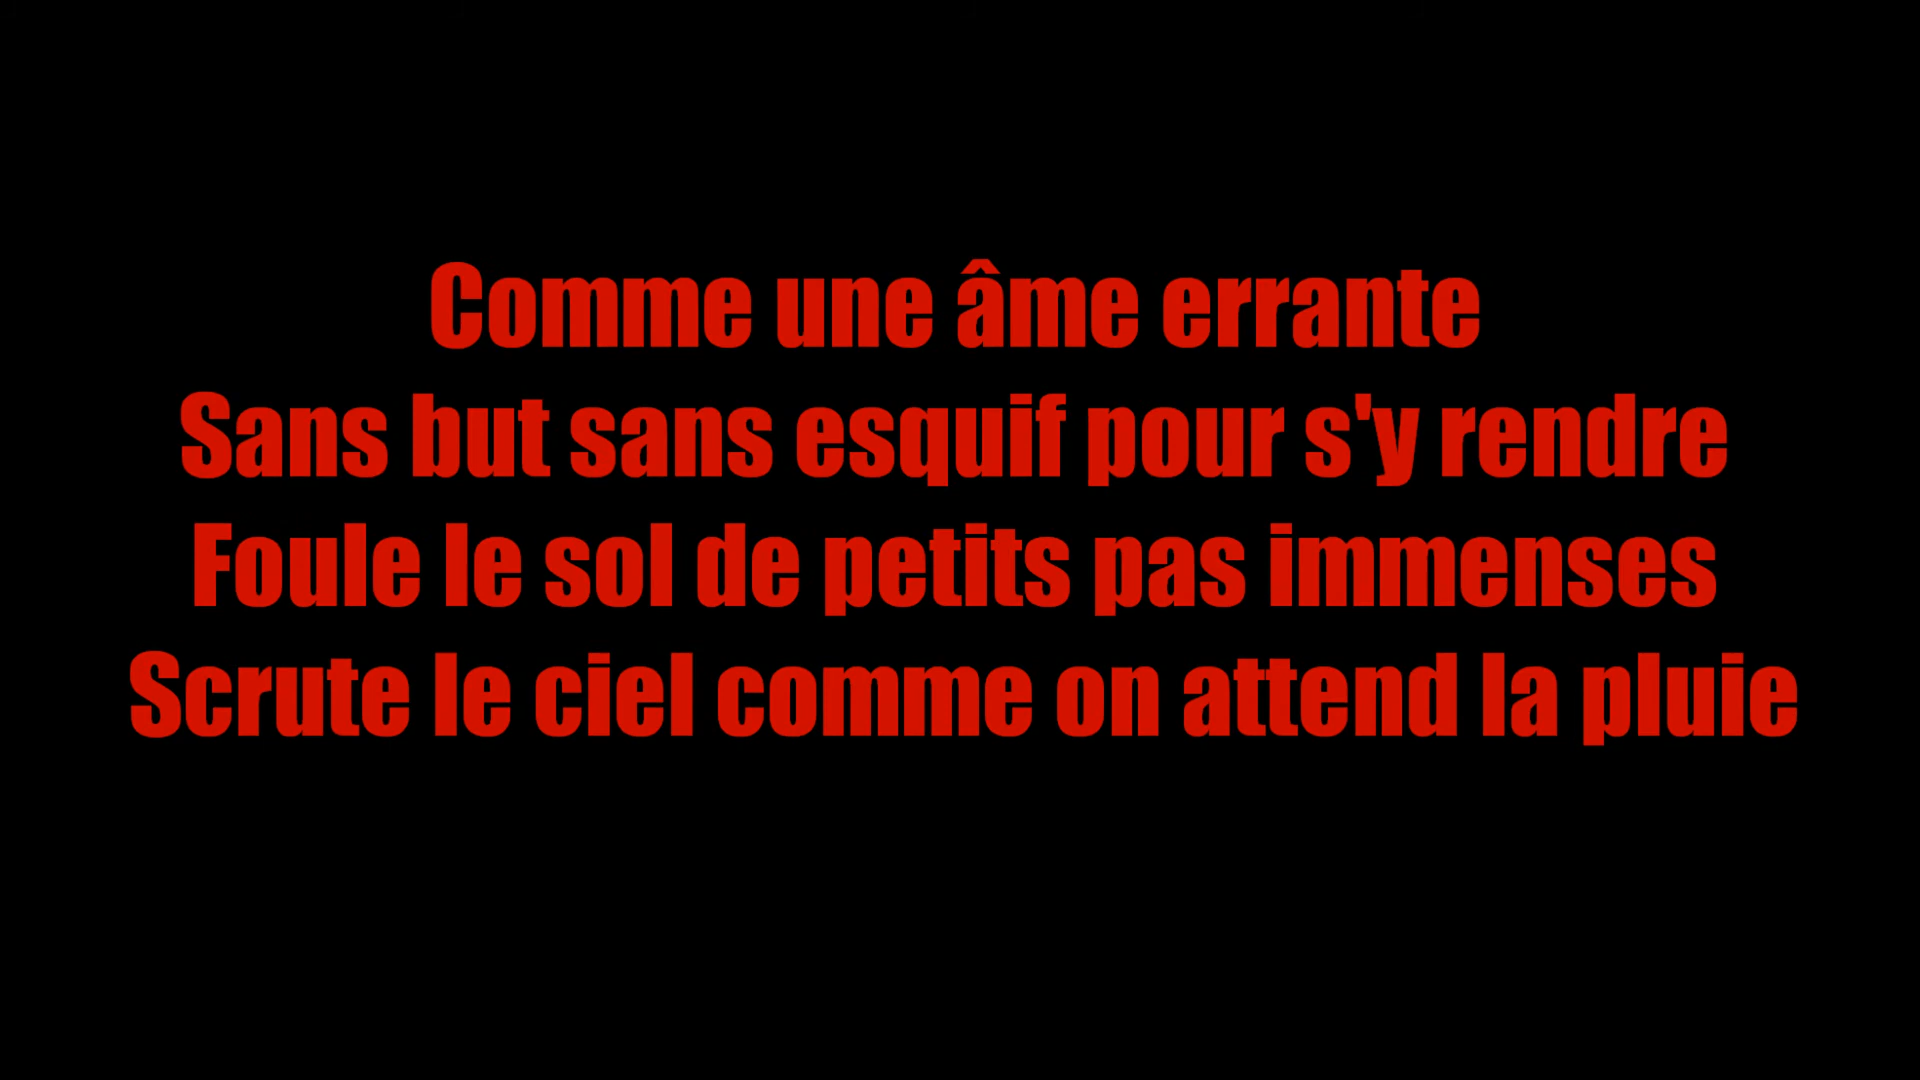 Comme une âme errante
Sans but sans esquif pour s'y rendre
Foule le sol de petits pas immenses
Scrute le ciel comme on attend la pluie